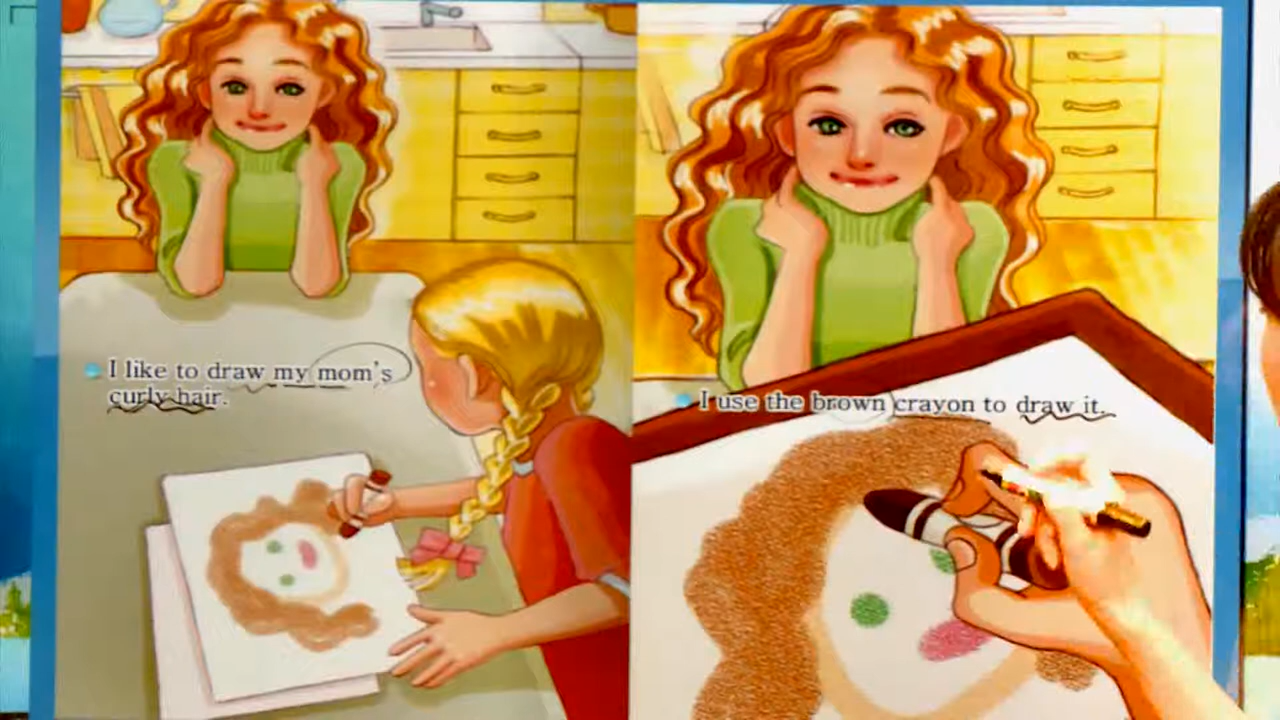 I like to draw my mom's
curly hair.
I use the brown crayon to draw it.